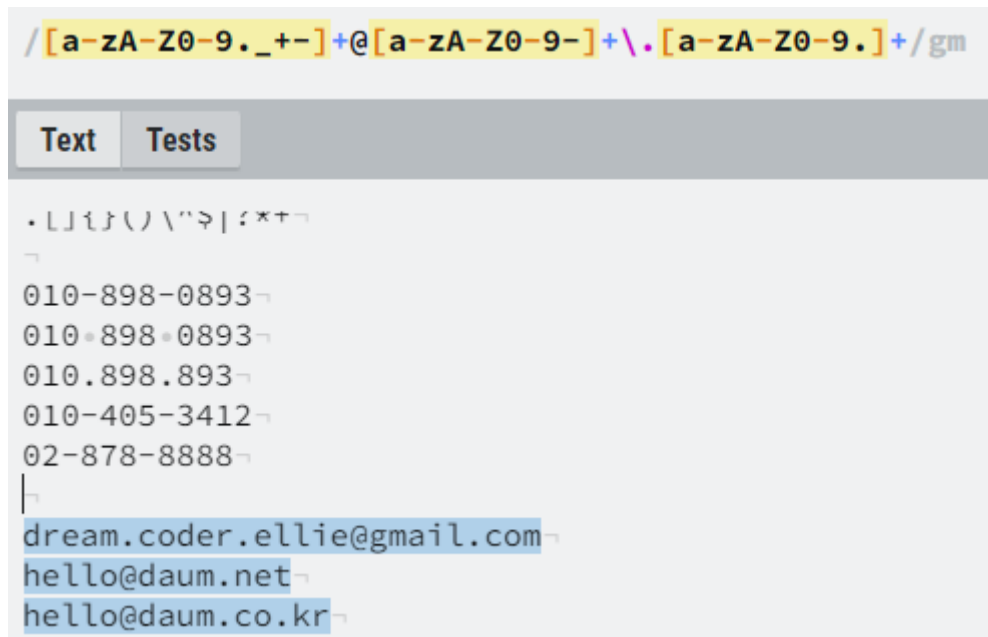 /[a-zA-Z0-9._+-]+@[a-zA-Z0-9-]+\.[a-zA-Z0-9.]+/gm
Text Tests
.[]{}()\^$|?*+¬
¬
010-898-0893¬
010•898•0893¬
010.898.893¬
010-405-3412¬
02-878-8888¬
¬
dream.coder.ellie@gmail.com¬
hello@daum.net¬
hello@daum.co.kr¬